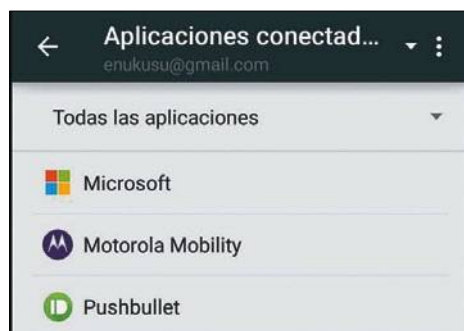 Aplicaciones conectad...
enukusu@gmail.com
Todas las aplicaciones
Microsoft
Motorola Mobility
Pushbullet